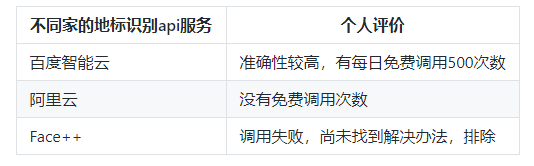 不同家的地标识别api服务 个人评价
百度智能云 准确性较高，有每日免费调用500次数
阿里云 没有免费调用次数
Face++ 调用失败，尚未找到解决办法，排除